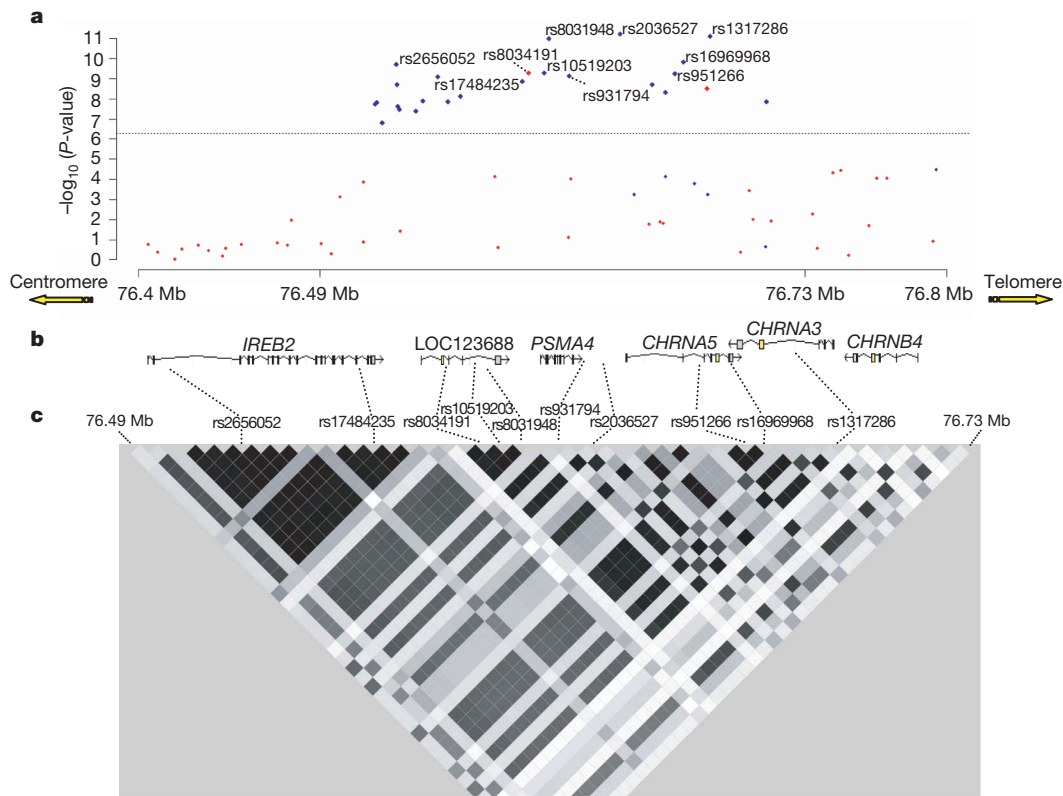 a
11
10
9
8
7
6
5
4
3
2
1
0
–log10 (P-value)
rs8031948
rs2036527
rs1317286
rs2656052
rs8034191
rs16969968
rs10519203
rs17484235
rs951266
rs931794
Centromere
Telomere
76.4 Mb
76.49 Mb
76.73 Mb
76.8 Mb
b
IREB2
LOC123688
PSMA4
CHRNA5
CHRNA3
CHRNB4
c
76.49 Mb
rs2656052
rs17484235
rs8034191
rs10519203
rs8031948
rs931794
rs2036527
rs951266
rs16969968
rs1317286
76.73 Mb